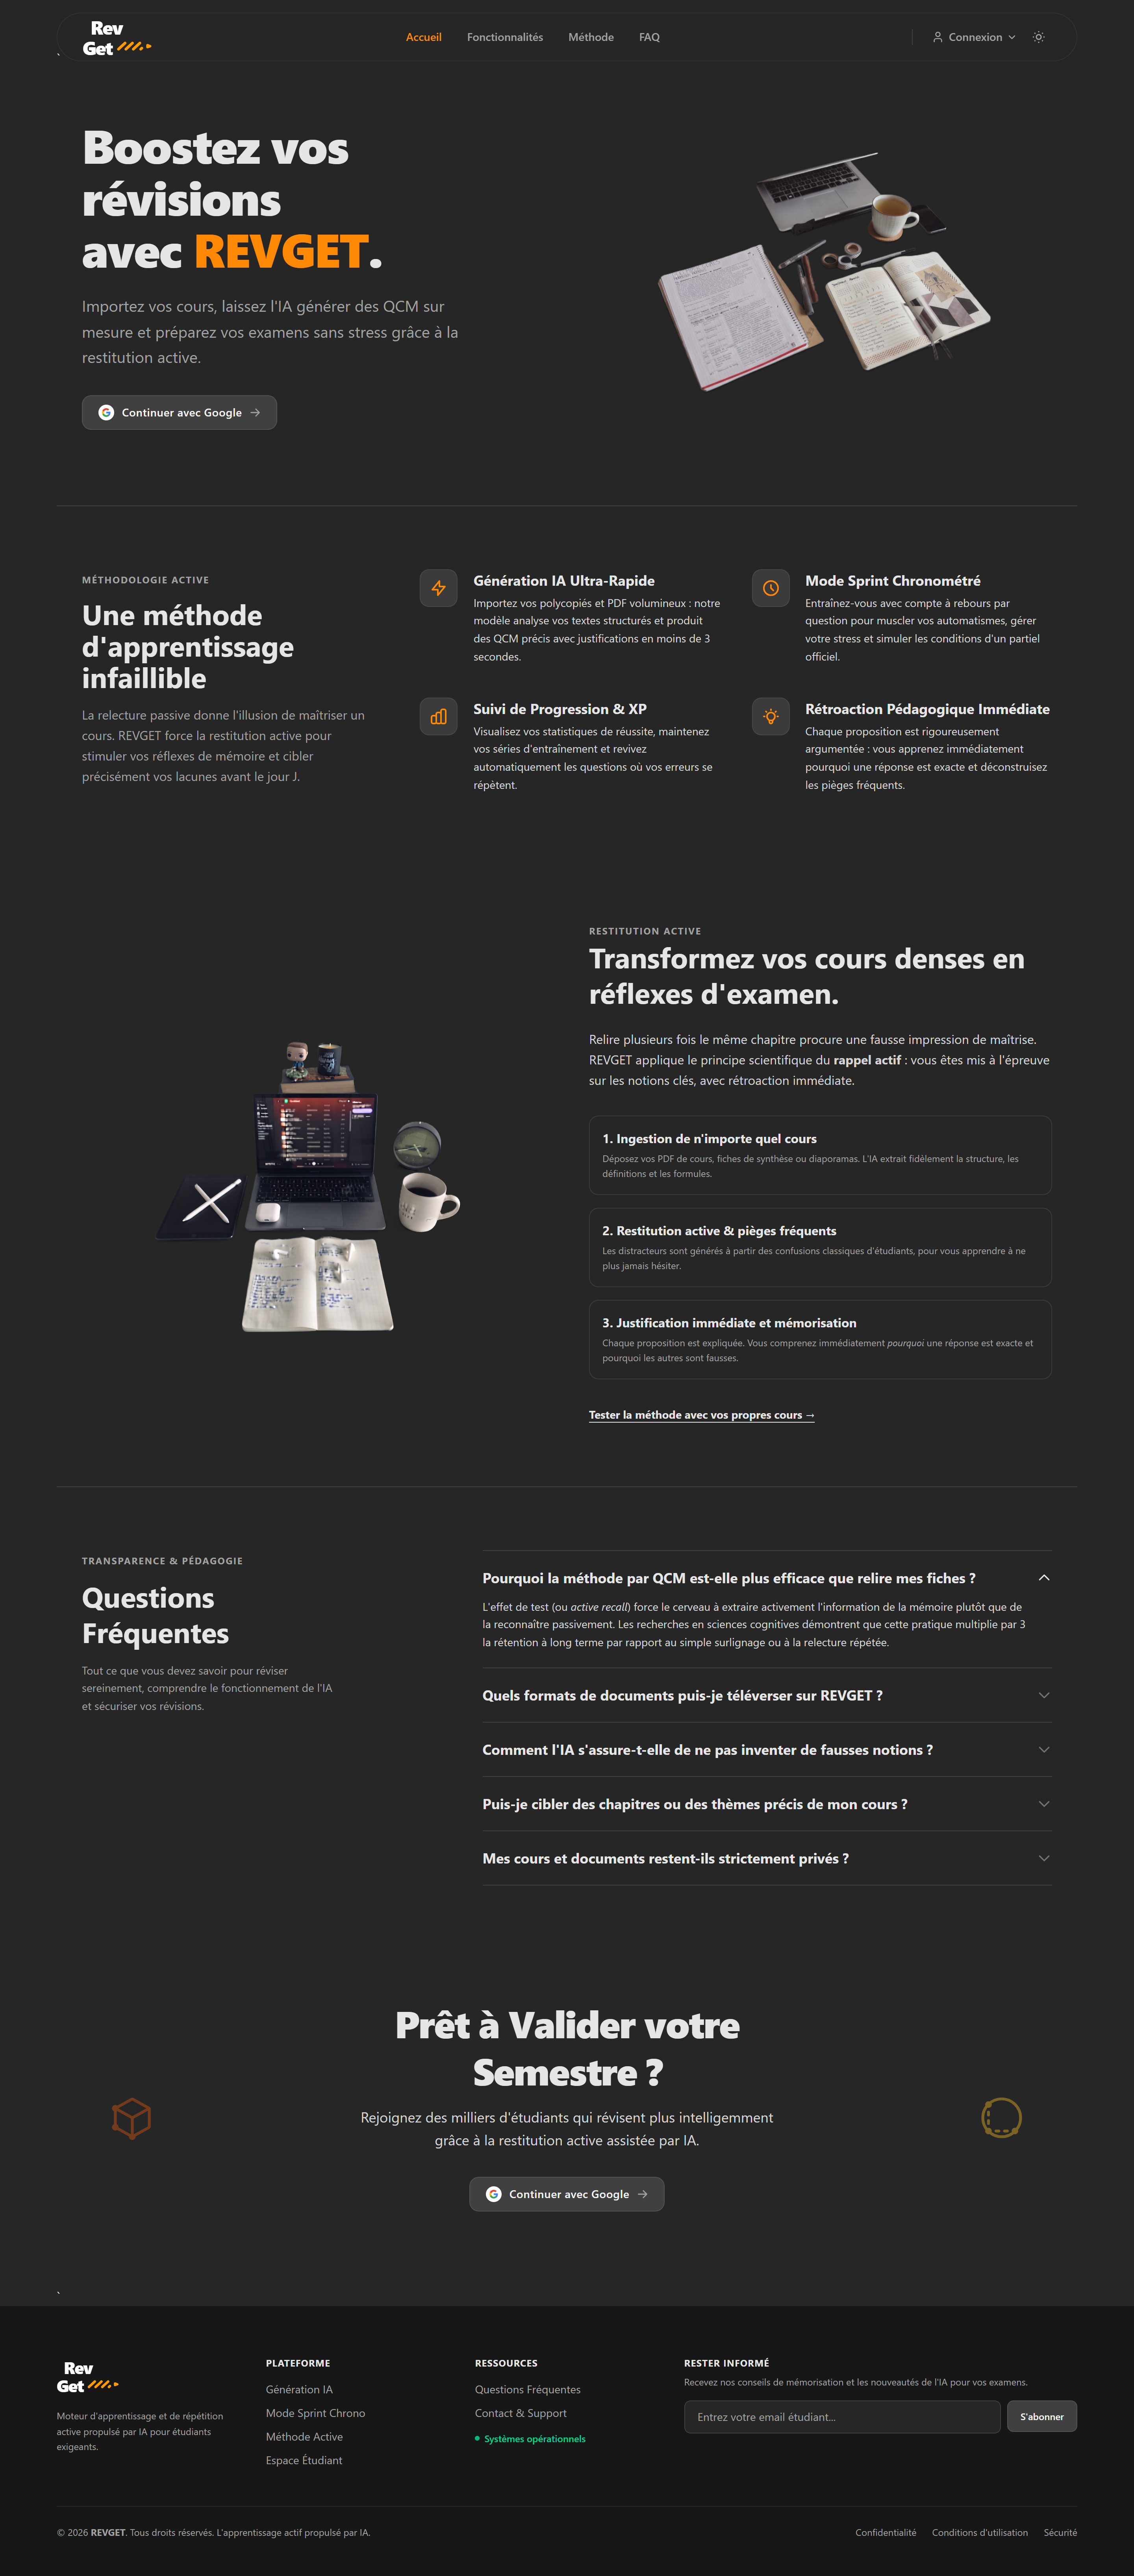 Rev
Get
Accueil
Fonctionnalités
Méthode
FAQ
Connexion
`
Boostez vos
révisions
avec REVGET.
Importez vos cours, laissez l'IA générer des QCM sur
mesure et préparez vos examens sans stress grâce à la
restitution active.
Continuer avec Google →
MÉTHODOLOGIE ACTIVE
Une méthode
d'apprentissage
infaillible
La relecture passive donne l'illusion de maîtriser un
cours. REVGET force la restitution active pour
stimuler vos réflexes de mémoire et cibler
précisément vos lacunes avant le jour J.
Génération IA Ultra-Rapide
Importez vos polycopiés et PDF volumineux : notre
modèle analyse vos textes structurés et produit
des QCM précis avec justifications en moins de 3
secondes.
Mode Sprint Chronométré
Entraînez-vous avec compte à rebours par
question pour muscler vos automatismes, gérer
votre stress et simuler les conditions d'un partiel
officiel.
Suivi de Progression & XP
Visualisez vos statistiques de réussite, maintenez
vos séries d'entraînement et revivez
automatiquement les questions où vos erreurs se
répètent.
Rétroaction Pédagogique Immédiate
Chaque proposition est rigoureusement
argumentée : vous apprenez immédiatement
pourquoi une réponse est exacte et déconstruisez
les pièges fréquents.
RESTITUTION ACTIVE
Transformez vos cours denses en
réflexes d'examen.
Relire plusieurs fois le même chapitre procure une fausse impression de maîtrise.
REVGET applique le principe scientifique du rappel actif : vous êtes mis à l'épreuve
sur les notions clés, avec rétroaction immédiate.
1. Ingestion de n'importe quel cours
Déposez vos PDF de cours, fiches de synthèse ou diaporamas. L'IA extrait fidèlement la structure, les
définitions et les formules.
2. Restitution active & pièges fréquents
Les distracteurs sont générés à partir des confusions classiques d'étudiants, pour vous apprendre à ne
plus jamais hésiter.
3. Justification immédiate et mémorisation
Chaque proposition est expliquée. Vous comprenez immédiatement pourquoi une réponse est exacte et
pourquoi les autres sont fausses.
Tester la méthode avec vos propres cours →
TRANSPARENCE & PÉDAGOGIE
Questions
Fréquentes
Tout ce que vous devez savoir pour réviser
sereinement, comprendre le fonctionnement de l'IA
et sécuriser vos révisions.
Pourquoi la méthode par QCM est-elle plus efficace que relire mes fiches ?
L'effet de test (ou active recall) force le cerveau à extraire activement l'information de la mémoire plutôt que de
la reconnaître passivement. Les recherches en sciences cognitives démontrent que cette pratique multiplie par 3
la rétention à long terme par rapport au simple surlignage ou à la relecture répétée.
Quels formats de documents puis-je téléverser sur REVGET ?
Comment l'IA s'assure-t-elle de ne pas inventer de fausses notions ?
Puis-je cibler des chapitres ou des thèmes précis de mon cours ?
Mes cours et documents restent-ils strictement privés ?
Prêt à Valider votre
Semestre ?
Rejoignez des milliers d'étudiants qui révisent plus intelligemment
grâce à la restitution active assistée par IA.
Continuer avec Google →
`
Rev
Get
Moteur d'apprentissage et de répétition
active propulsé par IA pour étudiants
exigeants.
PLATEFORME
Génération IA
Mode Sprint Chrono
Méthode Active
Espace Étudiant
RESSOURCES
Questions Fréquentes
Contact & Support
Systèmes opérationnels
RESTER INFORMÉ
Recevez nos conseils de mémorisation et les nouveautés de l'IA pour vos examens.
Entrez votre email étudiant...
S'abonner
© 2026 REVGET. Tous droits réservés. L'apprentissage actif propulsé par IA.
Confidentialité
Conditions d'utilisation
Sécurité